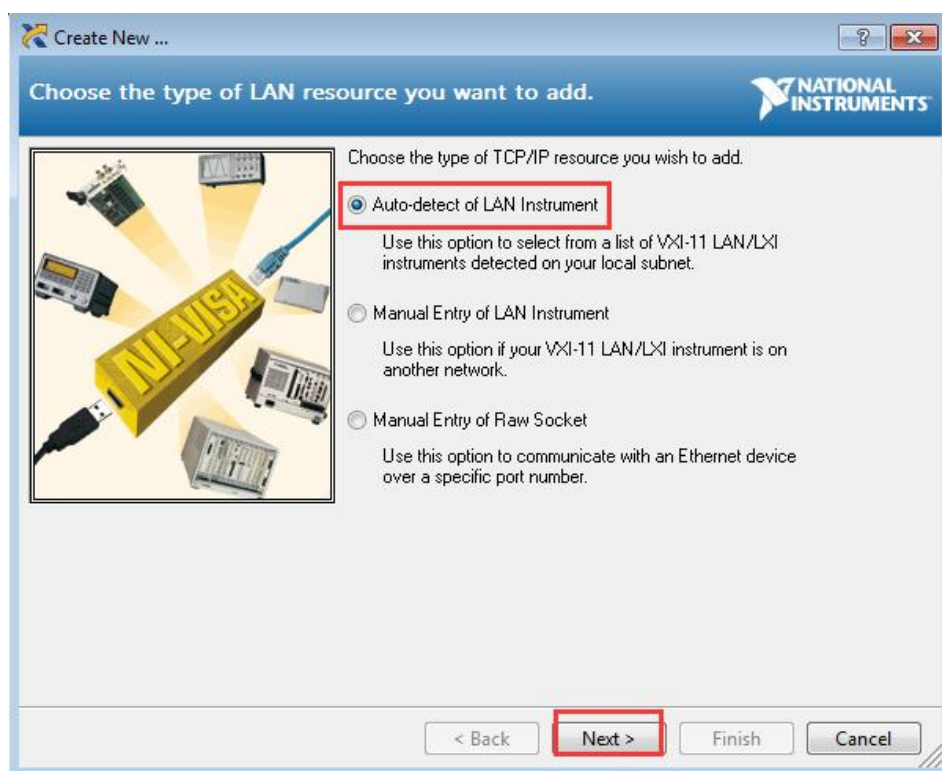 Create New ...
Choose the type of LAN resource you want to add.
NATIONAL
INSTRUMENTS
Choose the type of TCP/IP resource you wish to add.
Auto-detect of LAN Instrument
Use this option to select from a list of VXI-11 LAN/LXI
instruments detected on your local subnet.
Manual Entry of LAN Instrument
Use this option if your VXI-11 LAN/LXI instrument is on
another network.
Manual Entry of Raw Socket
Use this option to communicate with an Ethernet device
over a specific port number.
NI-VISA
< Back
Next >
Finish
Cancel